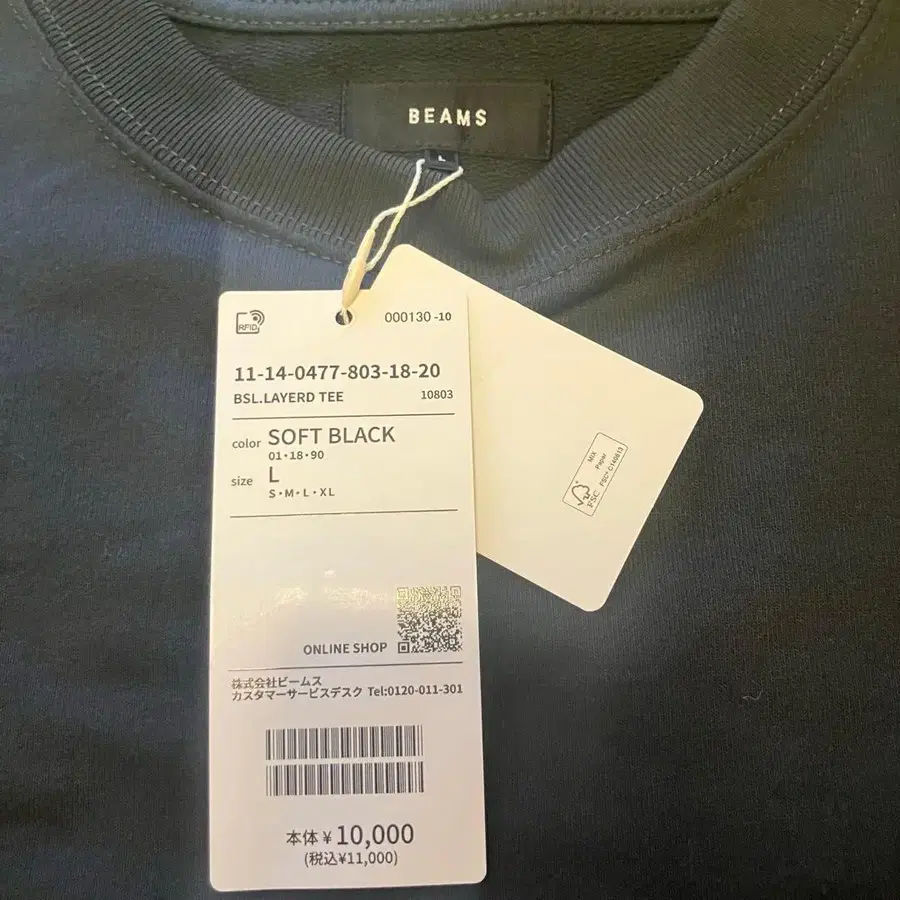 BEAMS
L
RFID
000130 -10
11-14-0477-803-18-20
BSL.LAYERD TEE 10803
color SOFT BLACK
01・18・90
size L
S・M・L・XL
ONLINE SHOP
株式会社ビームス
カスタマーサービスデスク Tel:0120-011-301
本体¥10,000
(税込¥11,000)
MIX
Paper
FSC
FSC® C140813